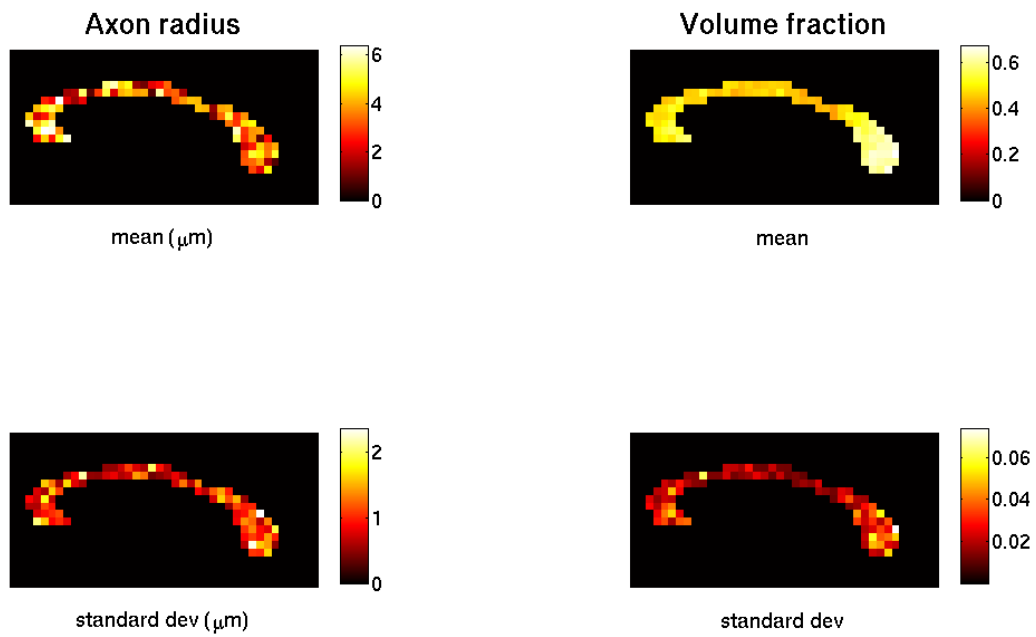 Axon radius
Volume fraction
6
4
2
0
0.6
0.4
0.2
0
mean (μm)
mean
2
1
0
0.06
0.04
0.02
standard dev (μm)
standard dev